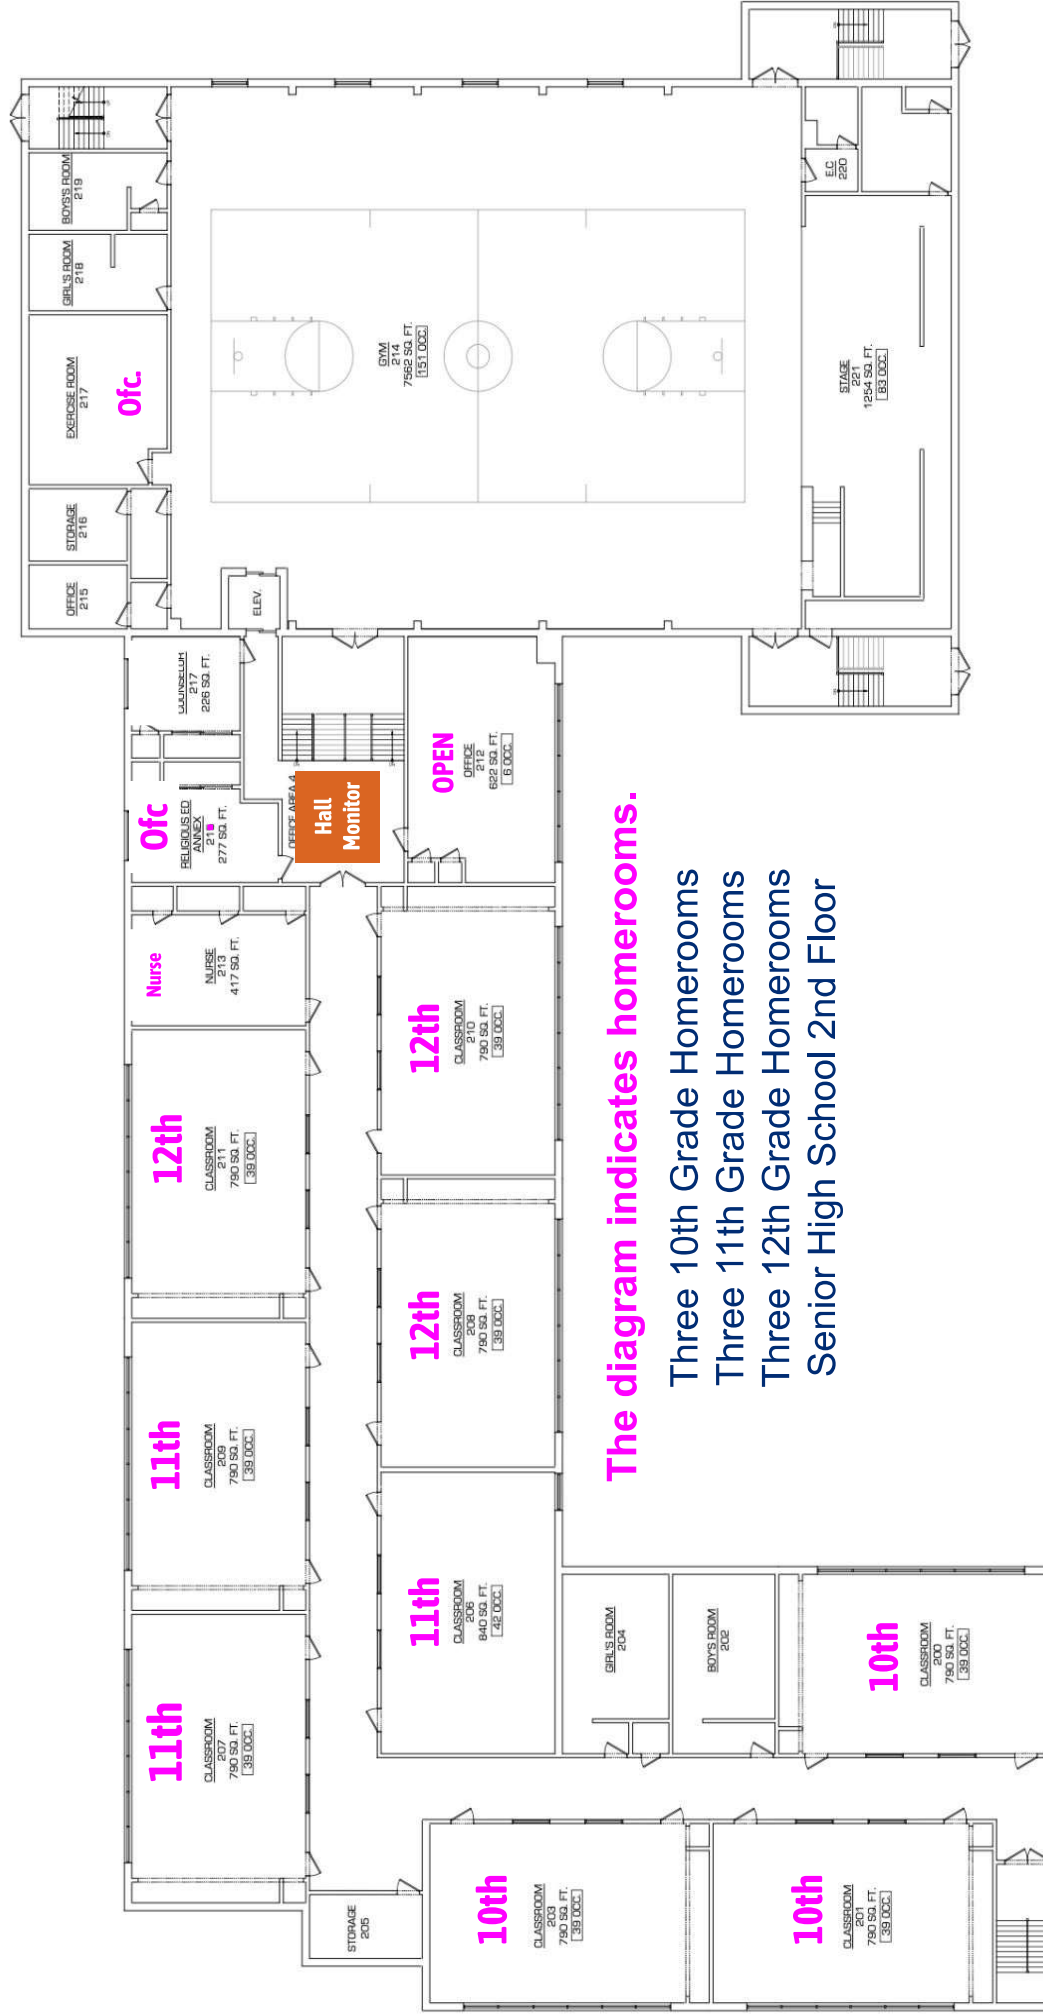 BOYS'S ROOM
219
GIRL'S ROOM
218
EXERCISE ROOM
217
Ofc.
STORAGE
216
OFFICE
215
GYM
214
7562 SQ. FT.
151 OCC.
E.C
220
STAGE
221
1254 SQ. FT.
83 OCC.
ELEV.
COUNSELOR
217
226 SQ. FT.
Ofc
RELIGIOUS ED
ANNEX
277 SQ. FT.
OFFICE AREA 4
Hall
Monitor
OPEN
OFFICE
212
622 SQ. FT.
6 OCC.
Nurse
NURSE
213
417 SQ. FT.
12th
CLASSROOM
211
790 SQ. FT.
39 OCC.
12th
CLASSROOM
210
790 SQ. FT.
39 OCC.
11th
CLASSROOM
209
790 SQ. FT.
39 OCC.
12th
CLASSROOM
208
790 SQ. FT.
39 OCC.
11th
CLASSROOM
207
790 SQ. FT.
39 OCC.
11th
CLASSROOM
206
840 SQ. FT.
42 OCC.
STORAGE
205
GIRL'S ROOM
204
BOY'S ROOM
202
10th
CLASSROOM
203
790 SQ. FT.
39 OCC.
10th
CLASSROOM
201
790 SQ. FT.
39 OCC.
10th
CLASSROOM
200
790 SQ. FT.
39 OCC.
The diagram indicates homerooms.
Three 10th Grade Homerooms
Three 11th Grade Homerooms
Three 12th Grade Homerooms
Senior High School 2nd Floor